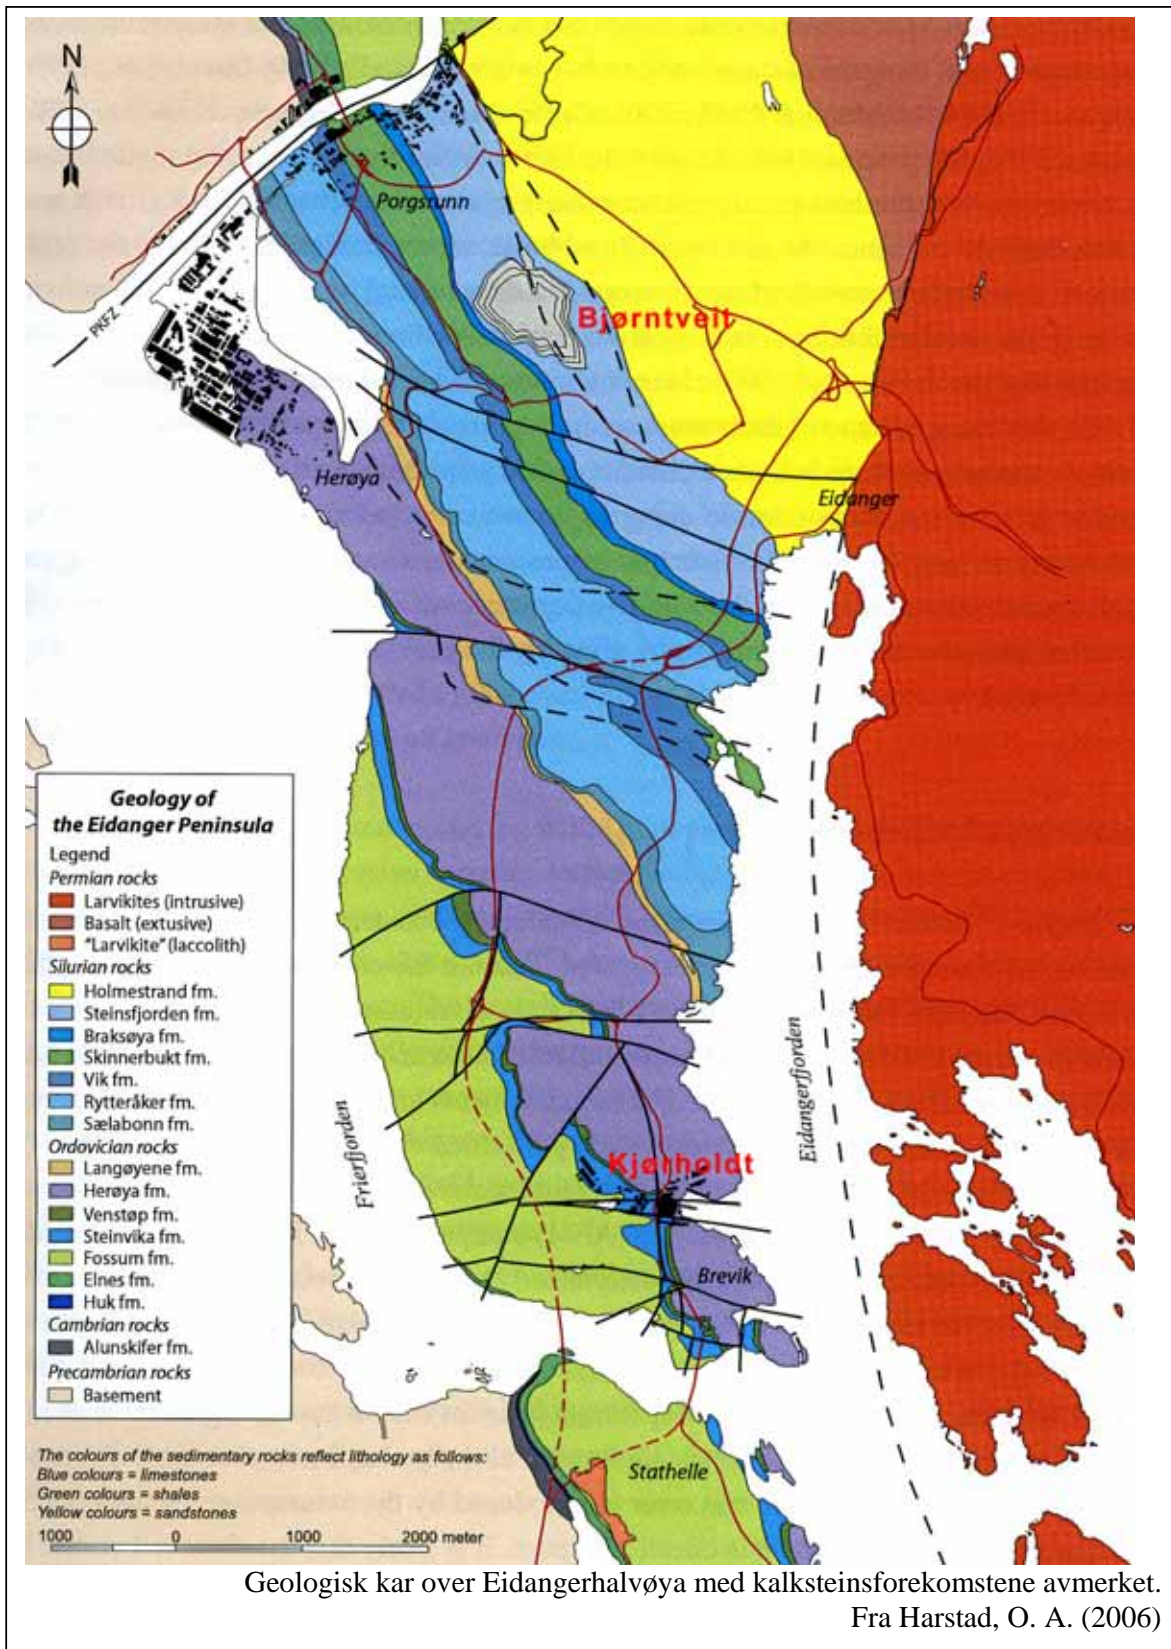 N
Porgsrunn
PKFZ
Bjørntveit
Herøya
Eidanger
Geology of
the Eidanger Peninsula
Legend
Permian rocks
Larvikites (intrusive)
Basalt (extusive)
"Larvikite" (laccolith)
Silurian rocks
Holmestrand fm.
Steinsfjorden fm.
Braksøya fm.
Skinnerbukt fm.
Vik fm.
Rytteråker fm.
Sælabonn fm.
Ordovician rocks
Langøyene fm.
Herøya fm.
Venstøp fm.
Steinvika fm.
Fossum fm.
Elnes fm.
Huk fm.
Cambrian rocks
Alunskifer fm.
Precambrian rocks
Basement
Frierfjorden
Eidangerfjorden
Kjørholdt
Brevik
Stathelle
The colours of the sedimentary rocks reflect lithology as follows:
Blue colours = limestones
Green colours = shales
Yellow colours = sandstones
1000 0 1000 2000 meter
Geologisk kar over Eidangerhalvøya med kalksteinsforekomstene avmerket.
Fra Harstad, O. A. (2006)